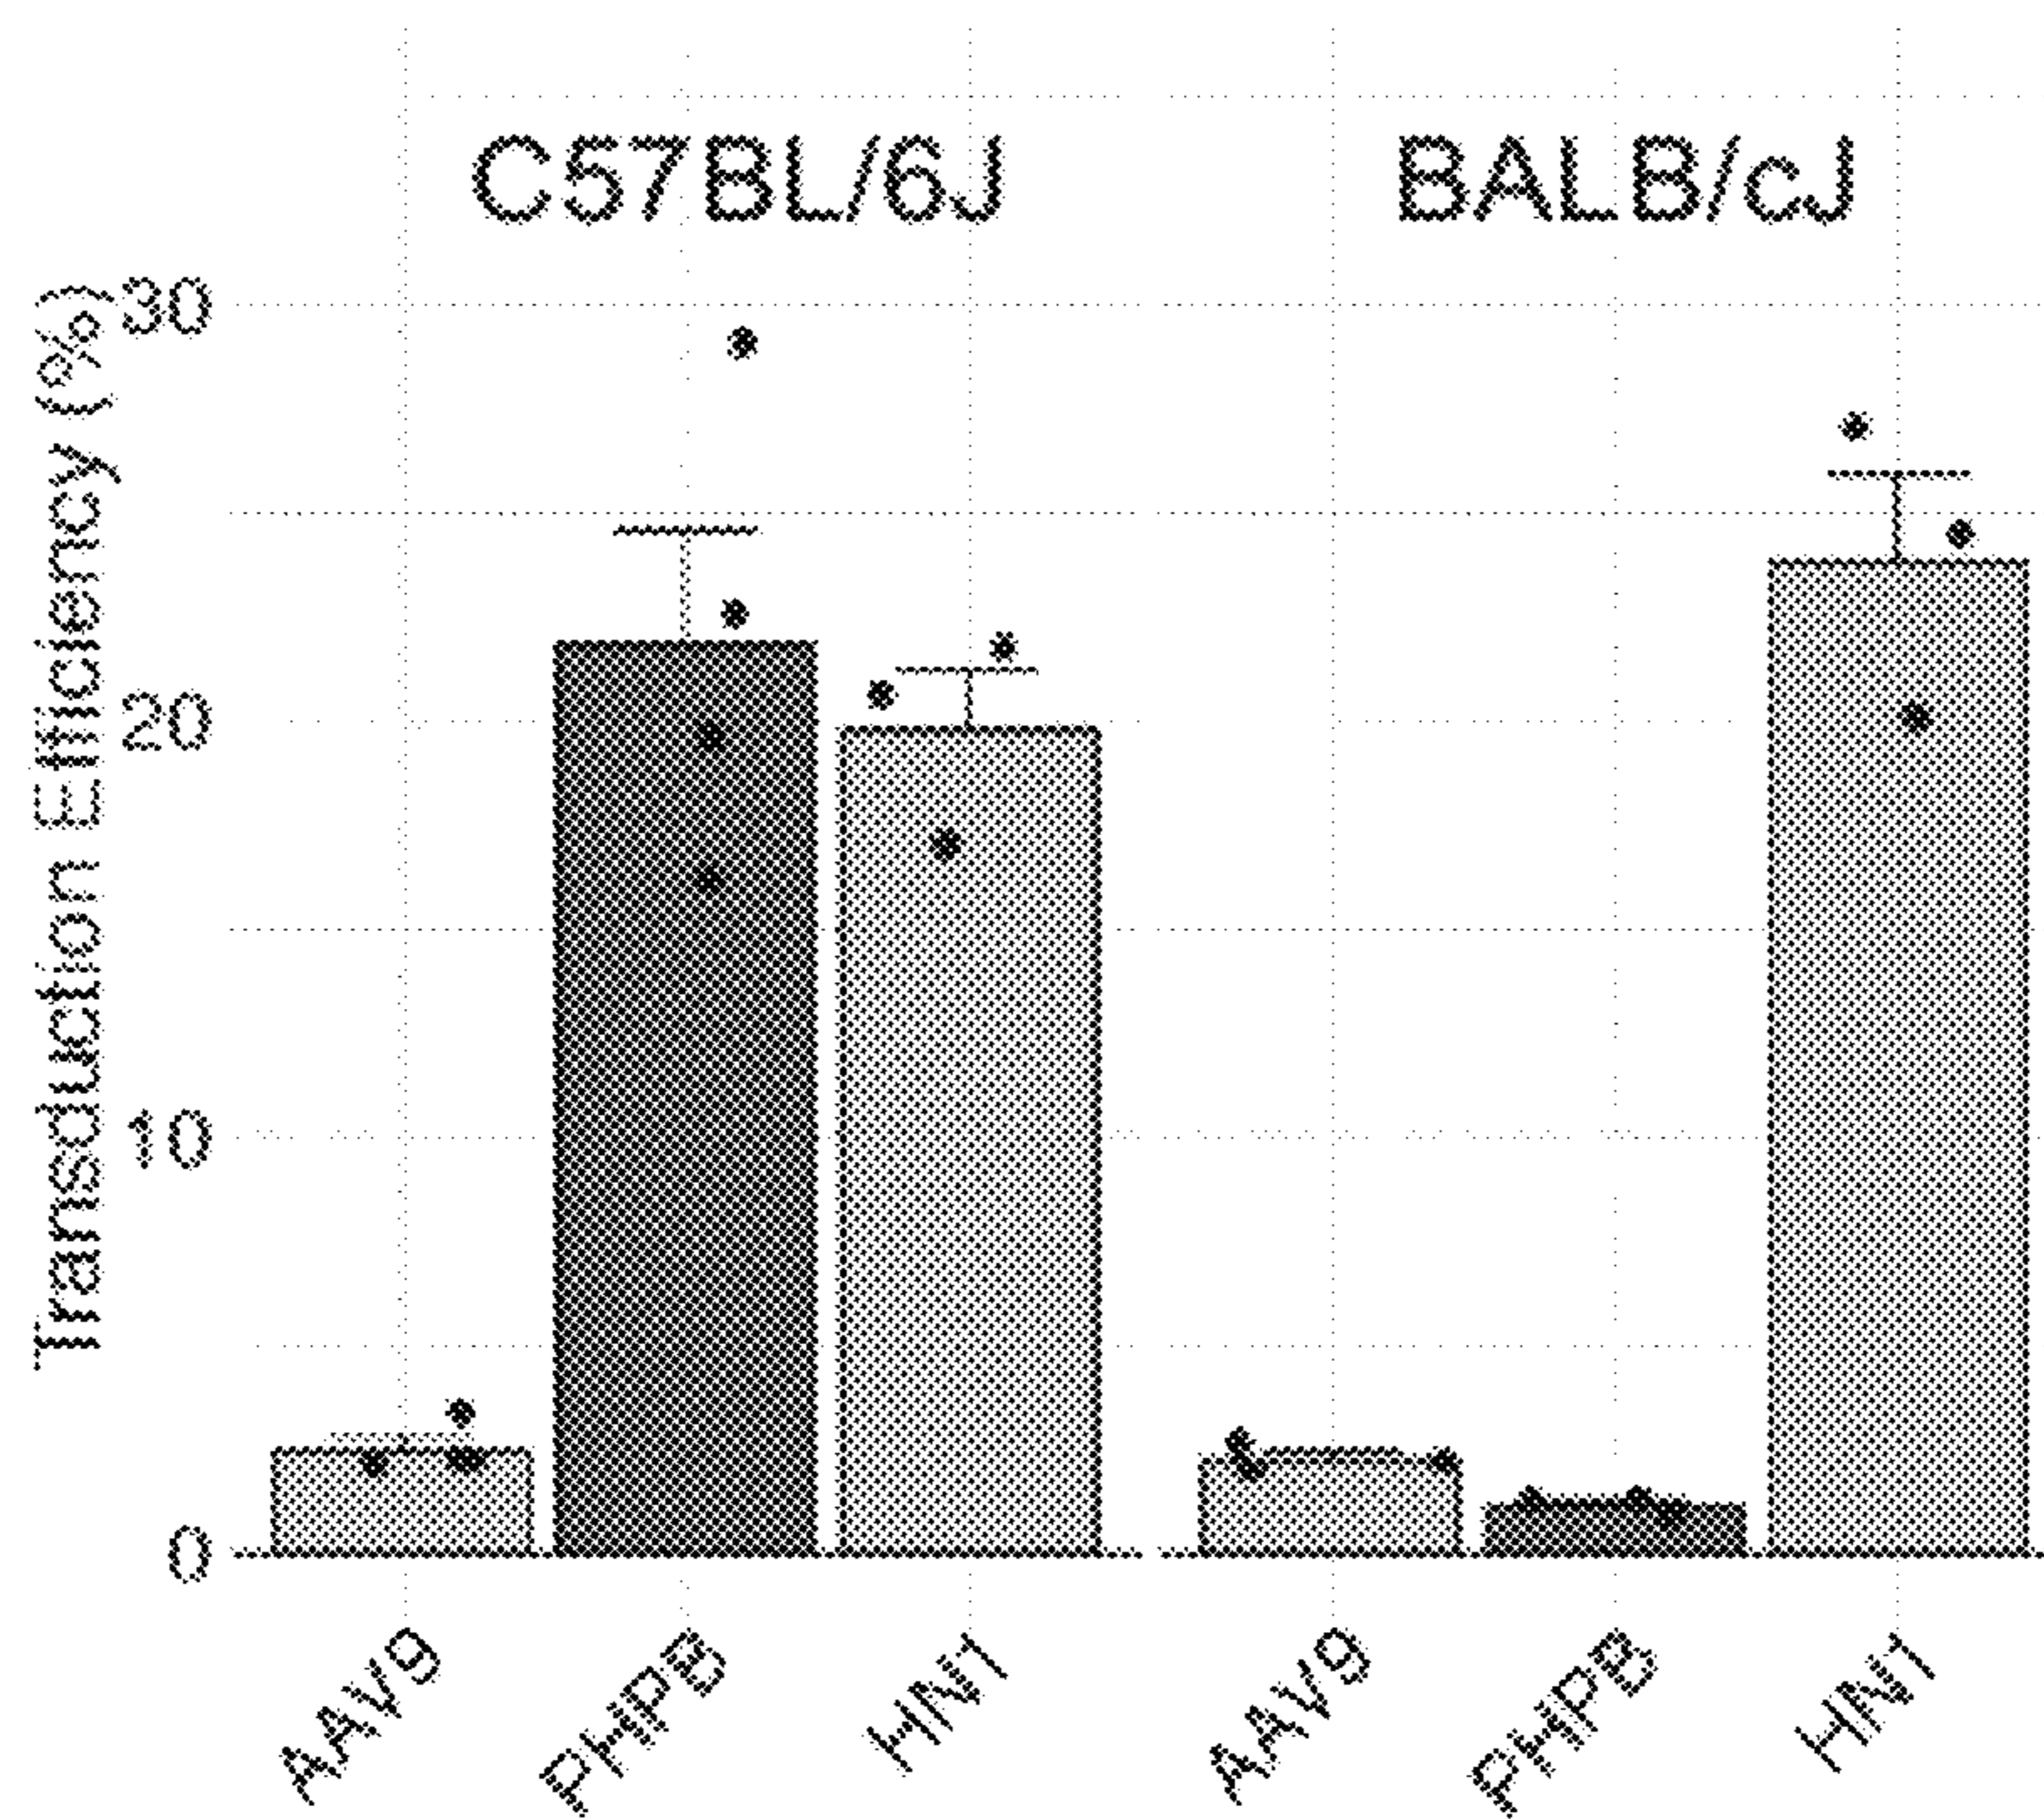 C57BL/6J BALB/cJ
Transduction Efficiency (%)
30
20
10
0
AAV9 PHPB HN1 AAV9 PHPB HN1